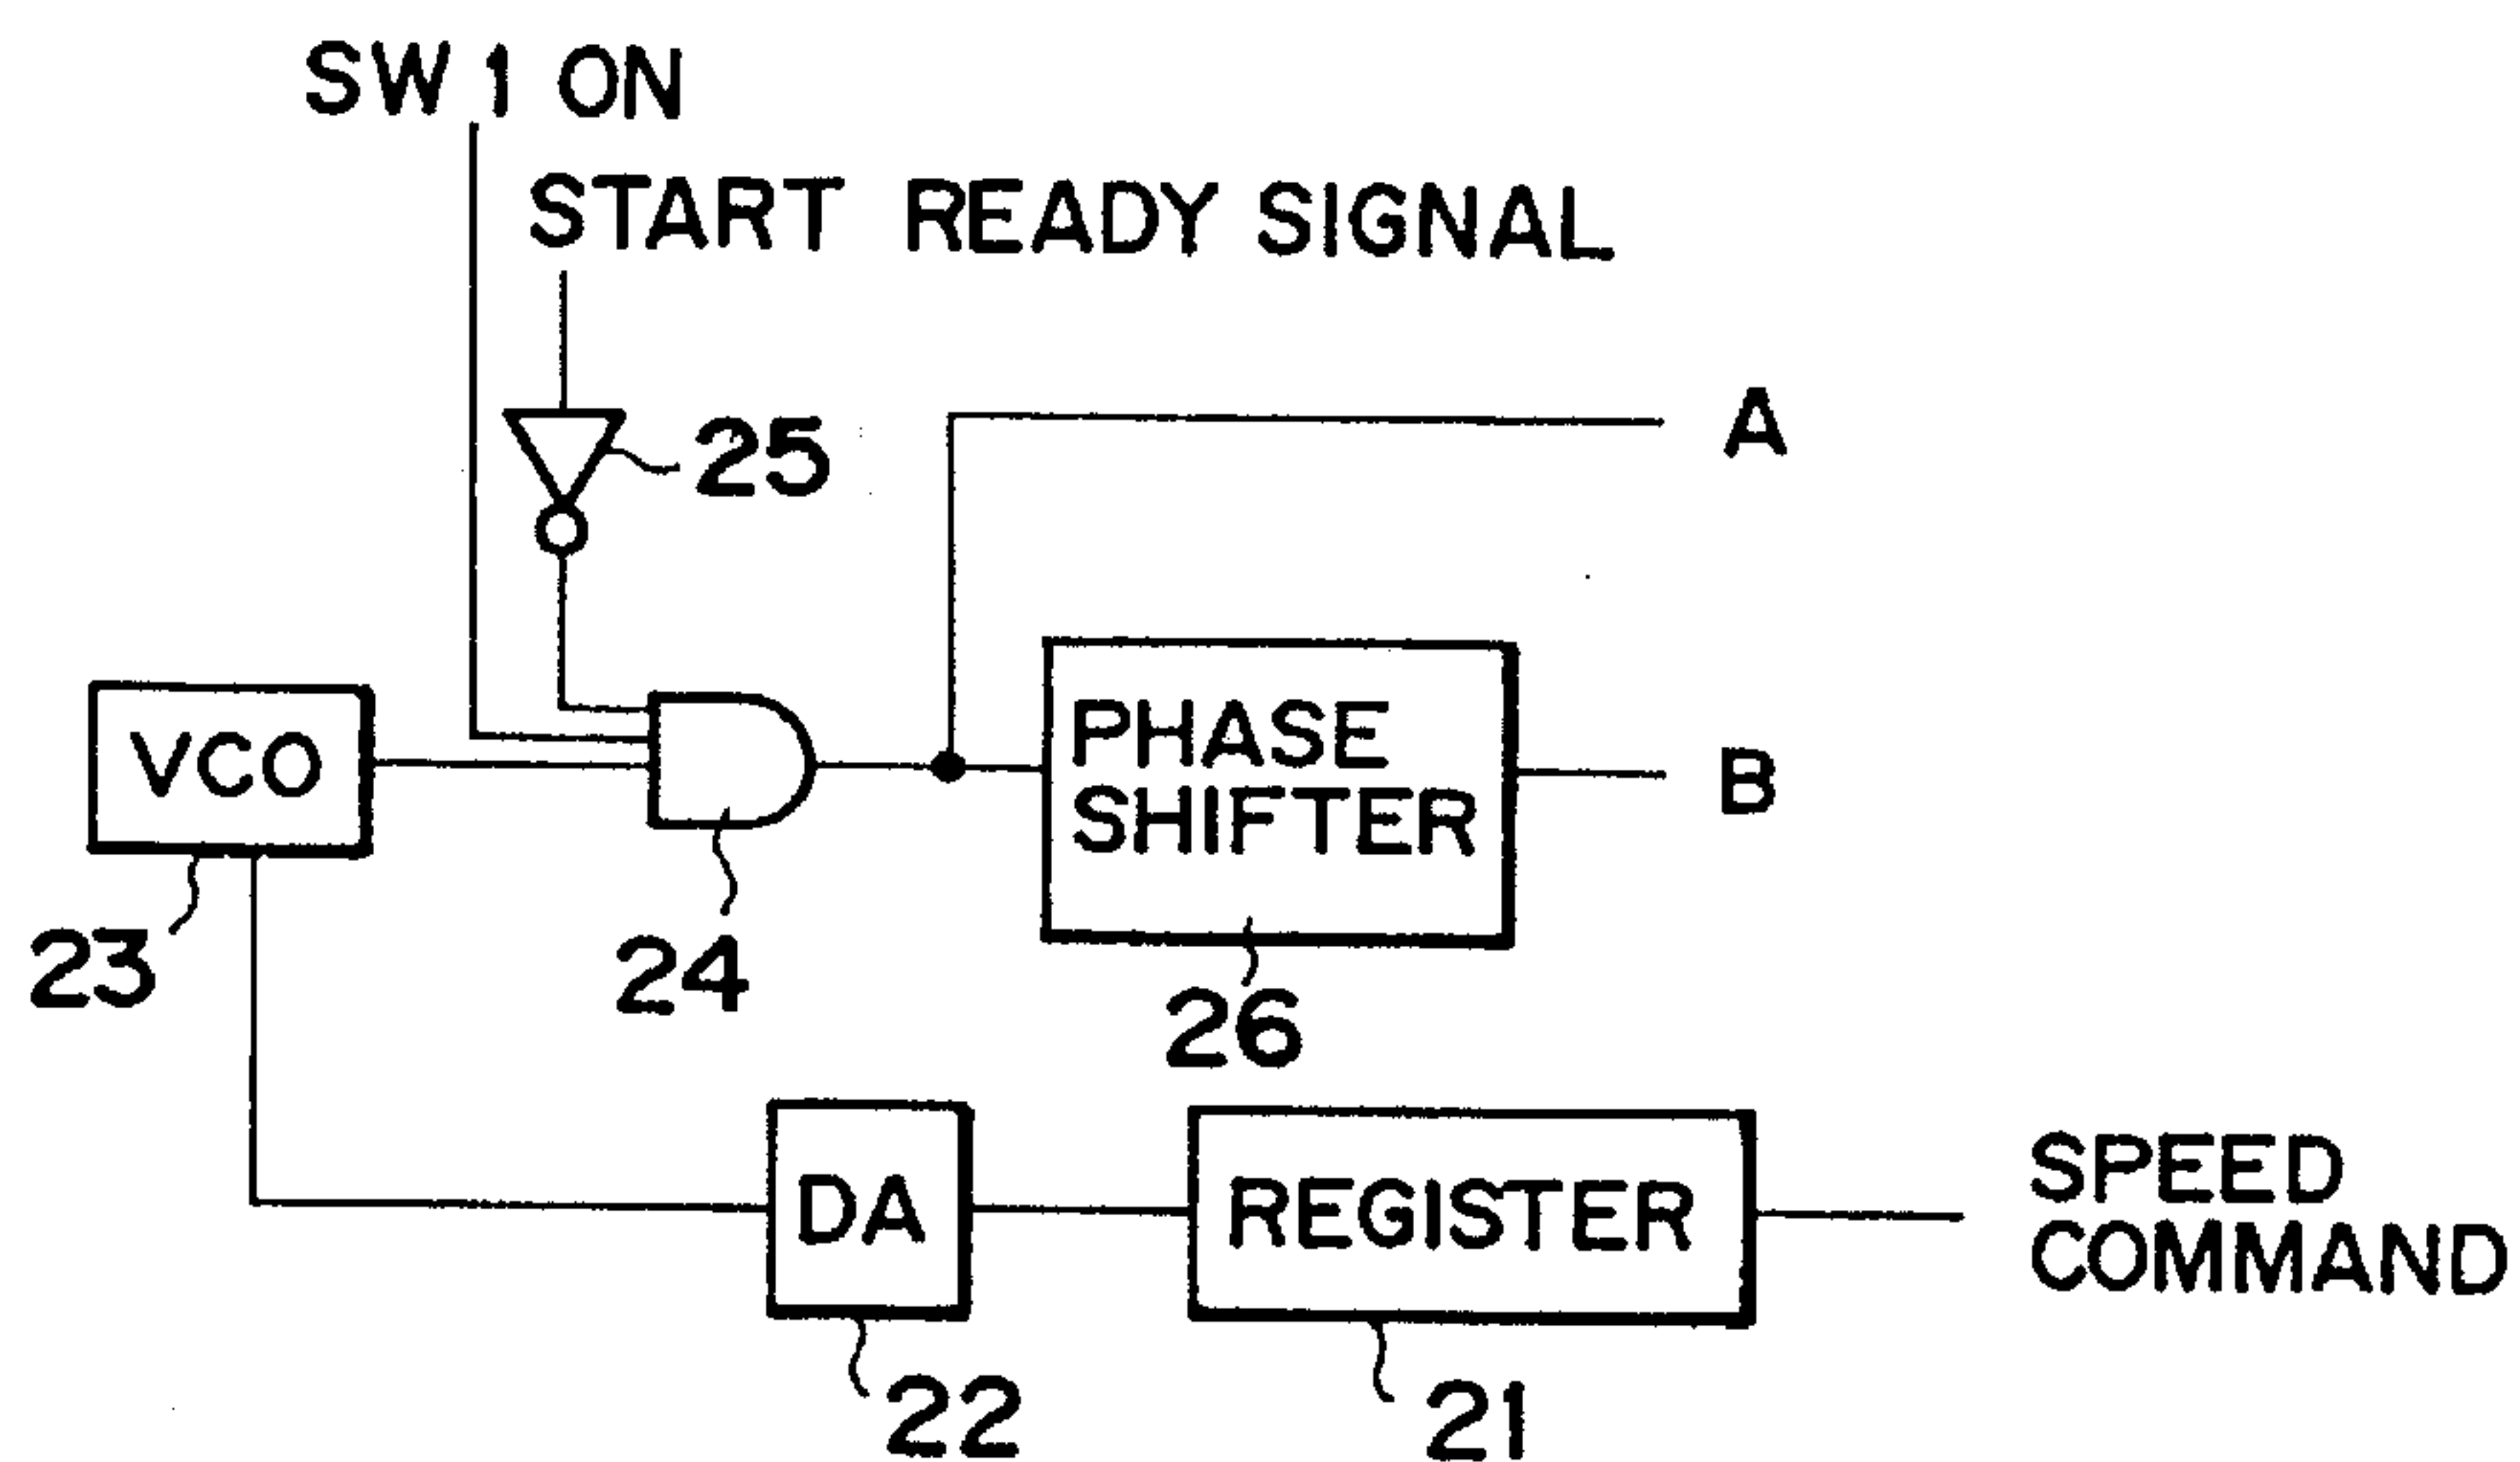 SW 1 ON
START READY SIGNAL
25
A
VCO
PHASE
SHIFTER
B
23
24
26
DA
REGISTER
SPEED
COMMAND
22
21